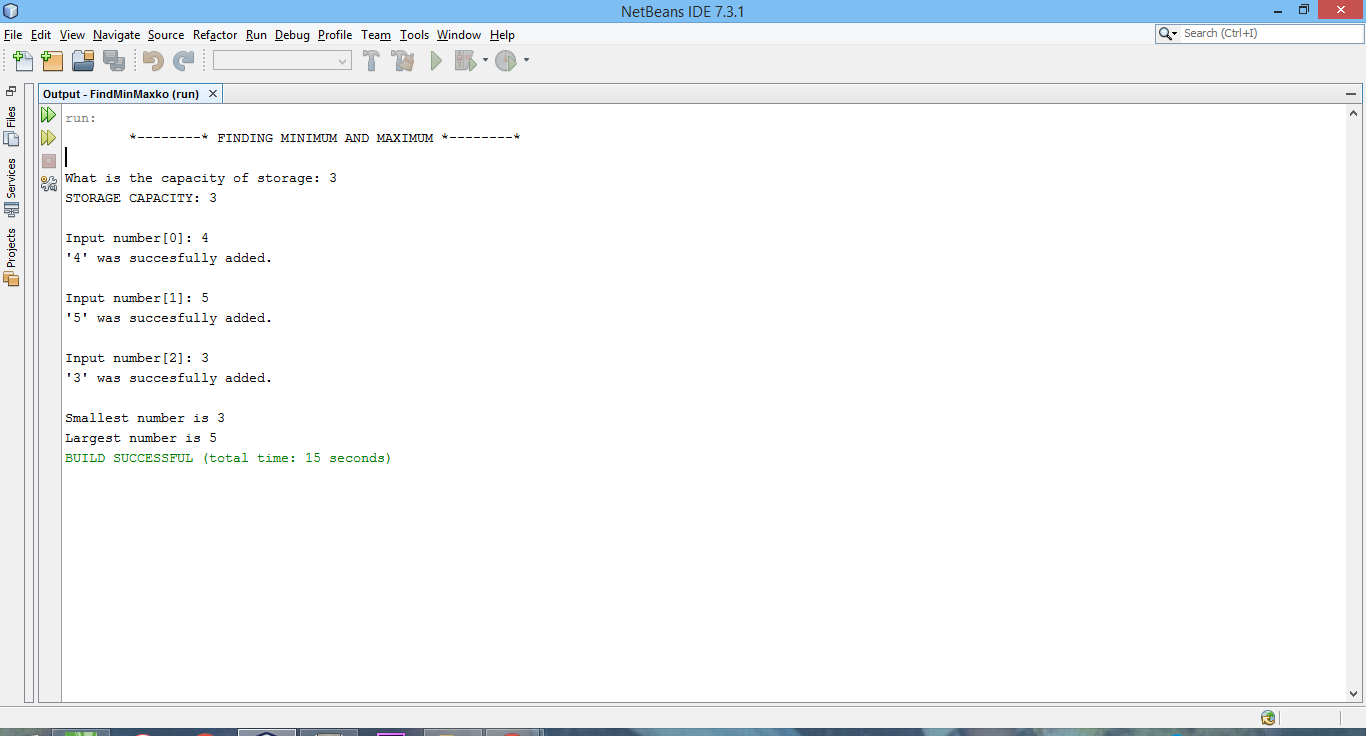 NetBeans IDE 7.3.1
File Edit View Navigate Source Refactor Run Debug Profile Team Tools Window Help
Search (Ctrl+I)
Output - FindMinMaxko (run)
Files
Services
Projects
run:
*--------* FINDING MINIMUM AND MAXIMUM *--------*
What is the capacity of storage: 3
STORAGE CAPACITY: 3
Input number[0]: 4
'4' was succesfully added.
Input number[1]: 5
'5' was succesfully added.
Input number[2]: 3
'3' was succesfully added.
Smallest number is 3
Largest number is 5
BUILD SUCCESSFUL (total time: 15 seconds)